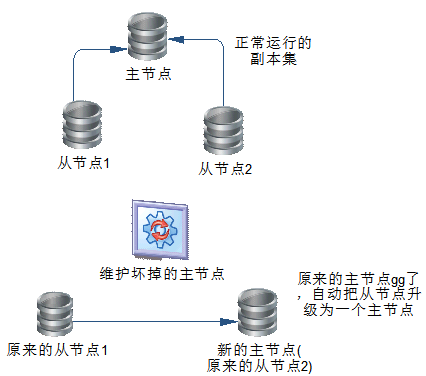 正常运行的
副本集
主节点
从节点1
从节点2
维护坏掉的主节点
原来的主节点gg了
，自动把从节点升
级为一个主节点
原来的从节点1
新的主节点(
原来的从节点2)